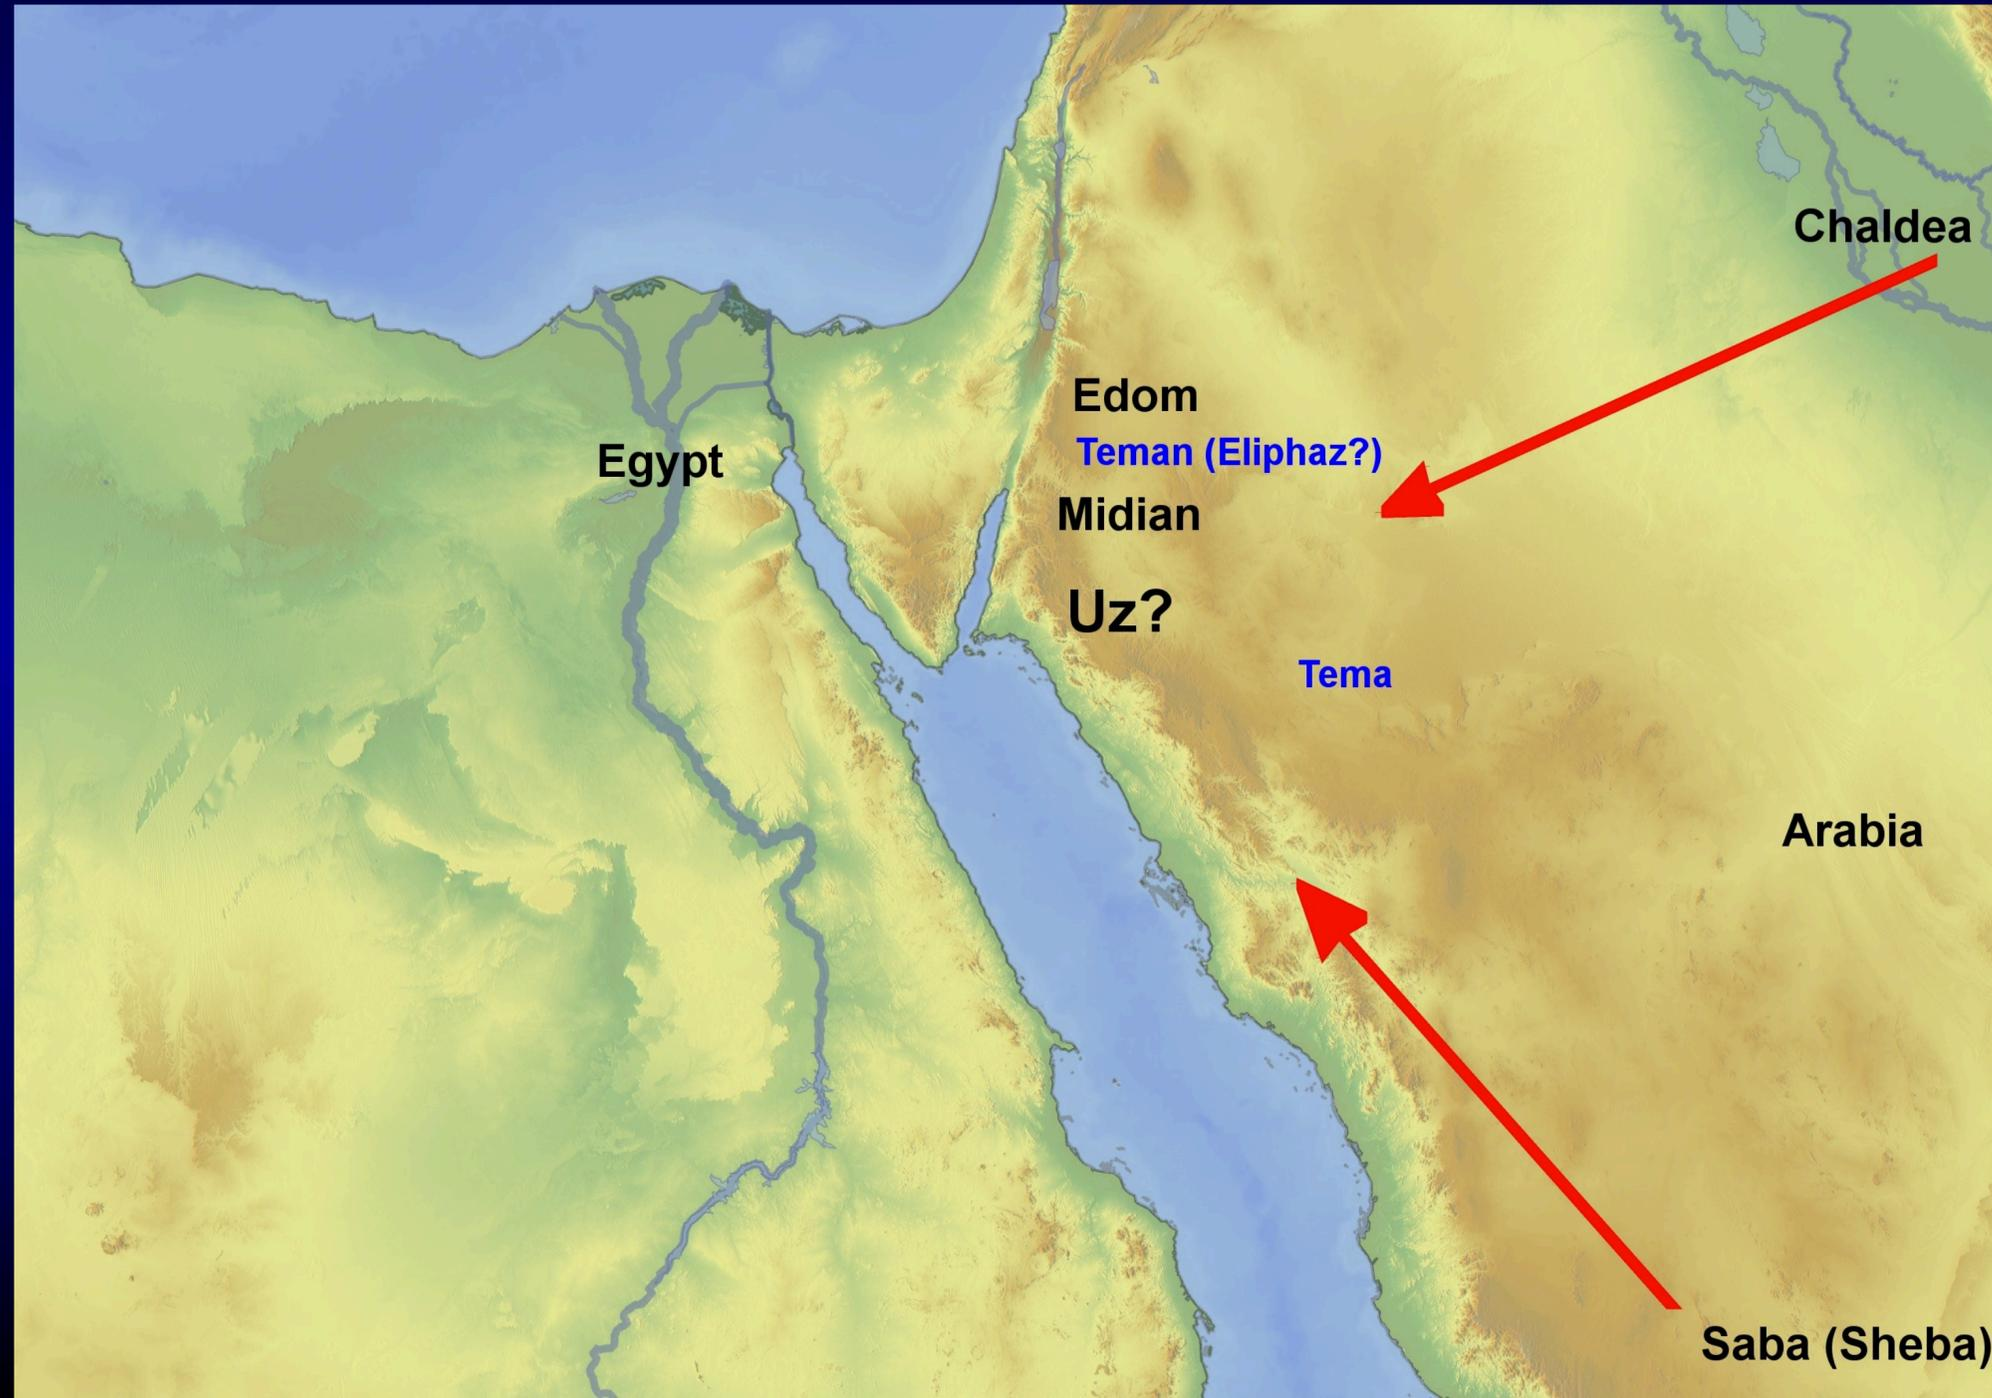 Chaldea
Edom
Teman (Eliphaz?)
Egypt
Midian
Uz?
Tema
Arabia
Saba (Sheba)